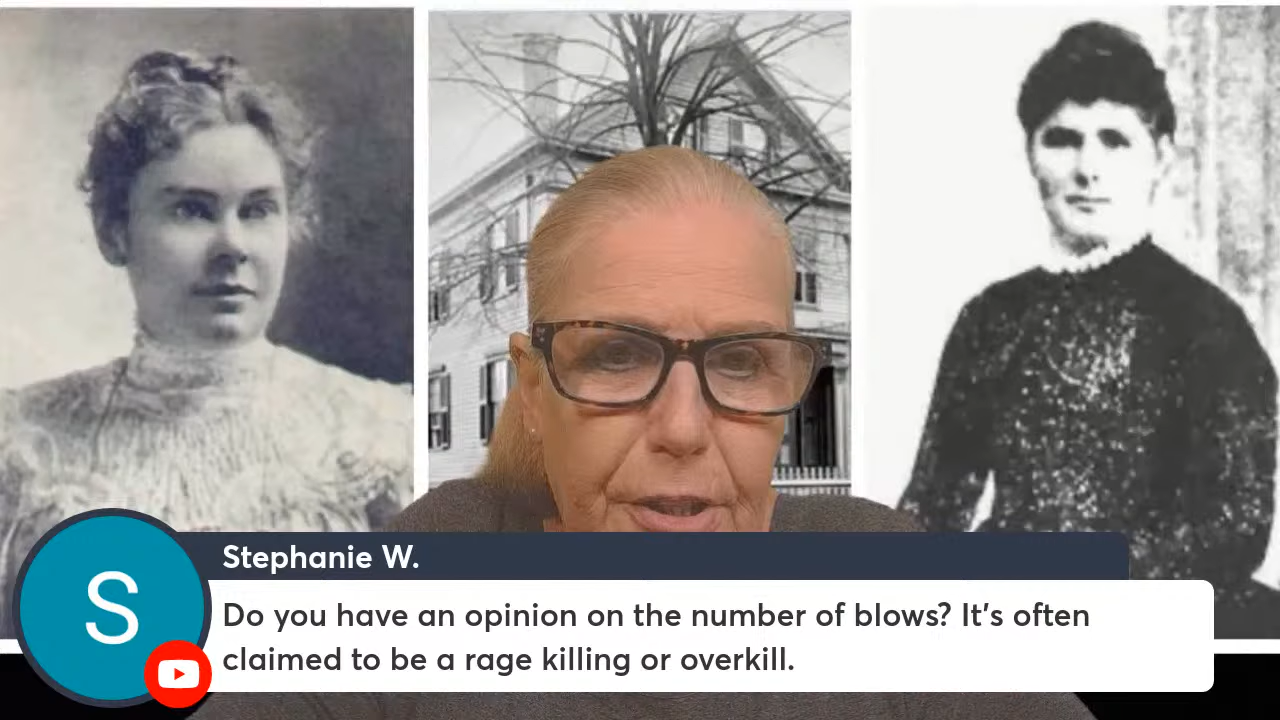 S
Stephanie W.
Do you have an opinion on the number of blows? It’s often
claimed to be a rage killing or overkill.